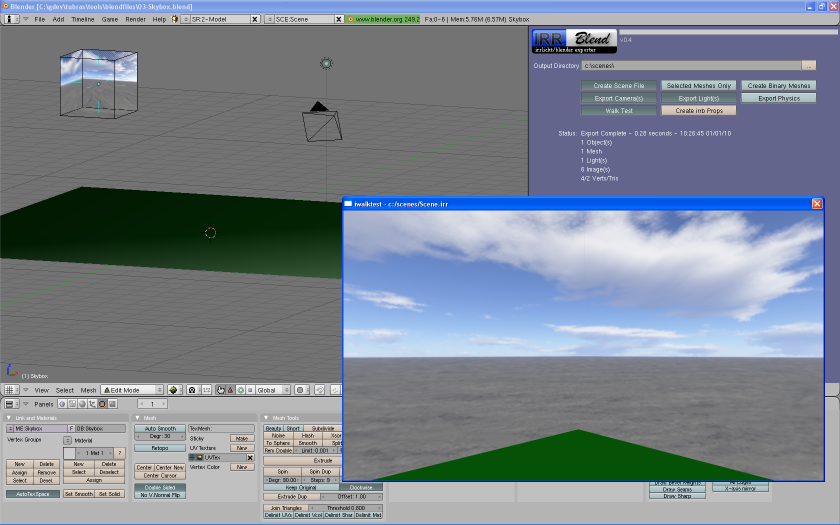 Blender [C:\gdev\tubras\tools\blendfiles\03-Skybox.blend]
File Add Timeline Game Render Help SR:2-Model SCE:Scene www.blender.org 249.2 Fa:0-6 | Mem:5.76M (6.57M) Skybox
IRR Blend
irrlicht/blender exporter
v0.4
Output Directory c:\scenes\ ...
Create Scene File Selected Meshes Only Create Binary Meshes
Export Camera(s) Export Light(s) Export Physics
Walk Test Create irrb Props
Status: Export Complete - 0.28 seconds - 10:26:45 01/01/10
1 Object(s)
1 Mesh
1 Light(s)
6 Image(s)
4/2 Verts/Tris
iwalktest - c:/scenes/Scene.irr
(1) Skybox
View Select Mesh Edit Mode Global
Panels 1
Link and Materials
ME:Skybox F OB:Skybox
Vertex Groups
Material
1 Mat 1 ?
New Delete New Delete
Assign Remove Select Deselect
Select Desel. Assign
AutoTexSpace Set Smooth Set Solid
Mesh
Auto Smooth
Degr: 30
Retopo
Center Center New
Center Cursor
Double Sided
No V.Normal Flip
TexMesh:
Sticky Make
UV Texture New
UVTex
Vertex Color New
Mesh Tools
Beauty Short Subdivide
Noise Hash Xsor
To Sphere Smooth Split
Rem Double Limit: 0.001
Extrude
Spin Spin Dup
Degr: 90.00 Steps: 9
Keep Original Clockwise
Extrude Dup Offset: 1.00
Join Triangles Threshold 0.800
Delimit UVs Delimit Vcol Delimit Shar Delimit Mat
Draw Bevel Weights
Draw Seams
Draw Sharp
All Edges
X-axis mirror